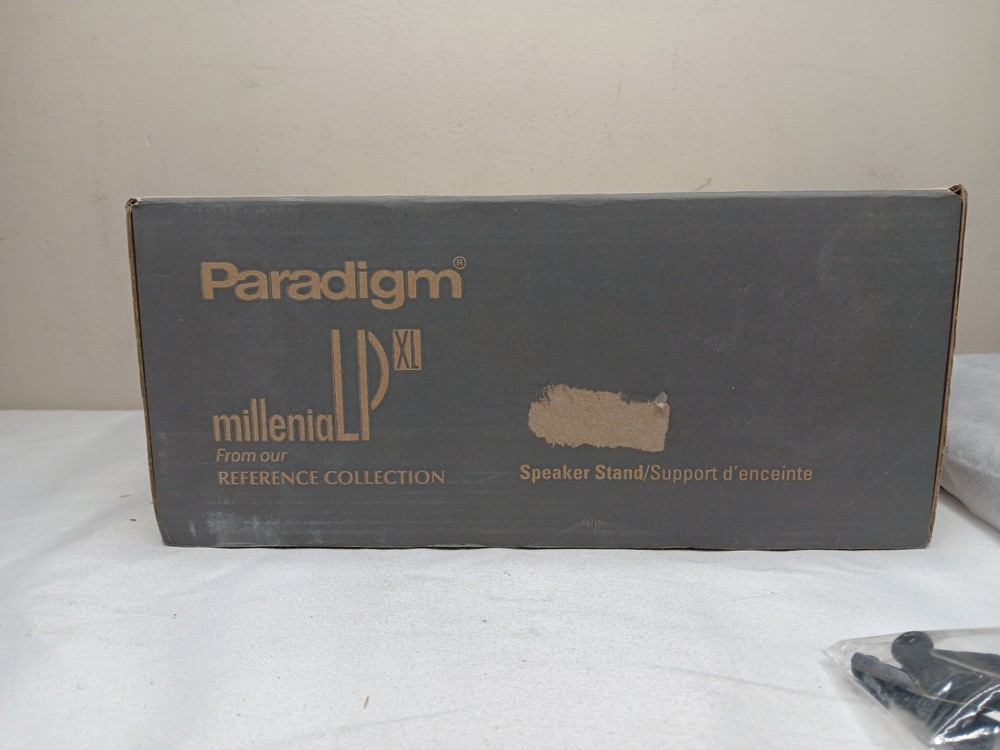 Paradigm®
millenia LP XL
From our
REFERENCE COLLECTION
Speaker Stand/Support d'enceinte